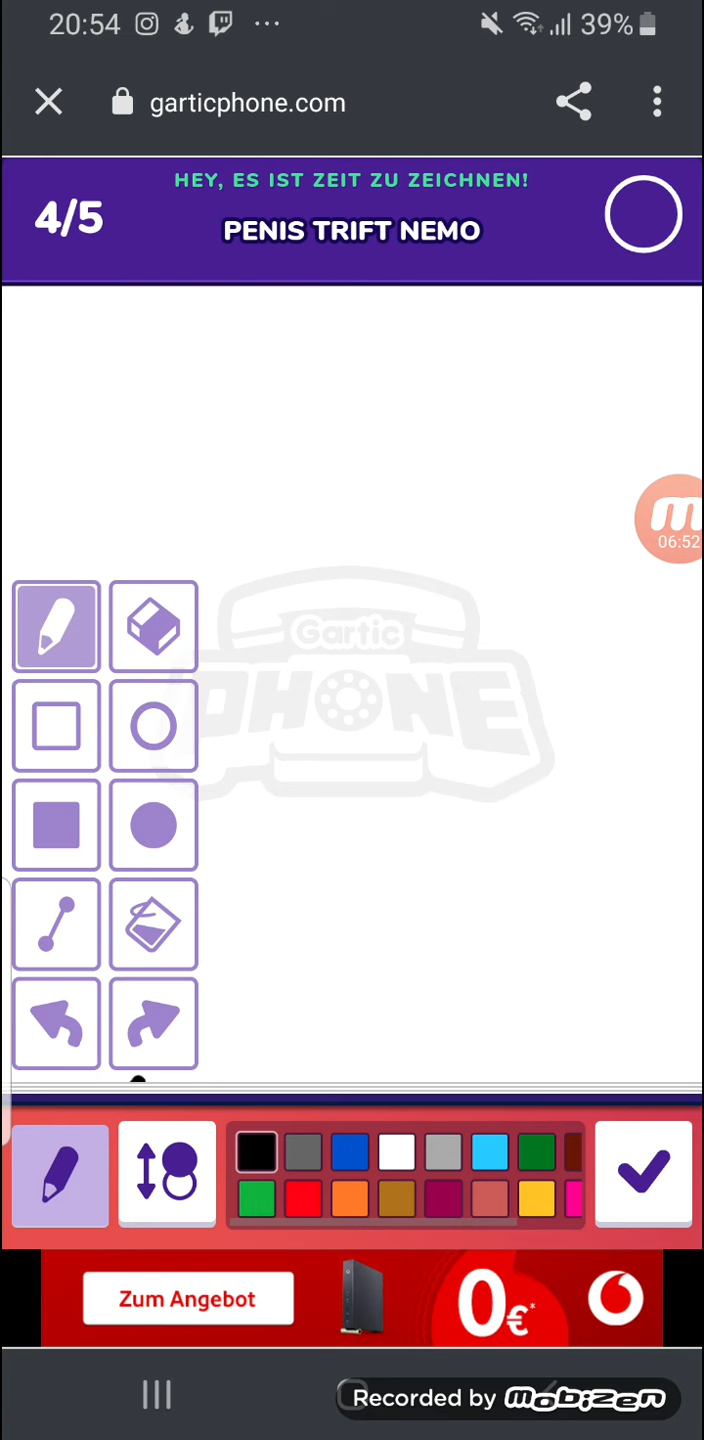 20:54 39%
garticphone.com
HEY, ES IST ZEIT ZU ZEICHNEN!
4/5
PENIS TRIFT NEMO
06:52
Gartic
PHONE
Zum Angebot
0€*
Recorded by mobizen